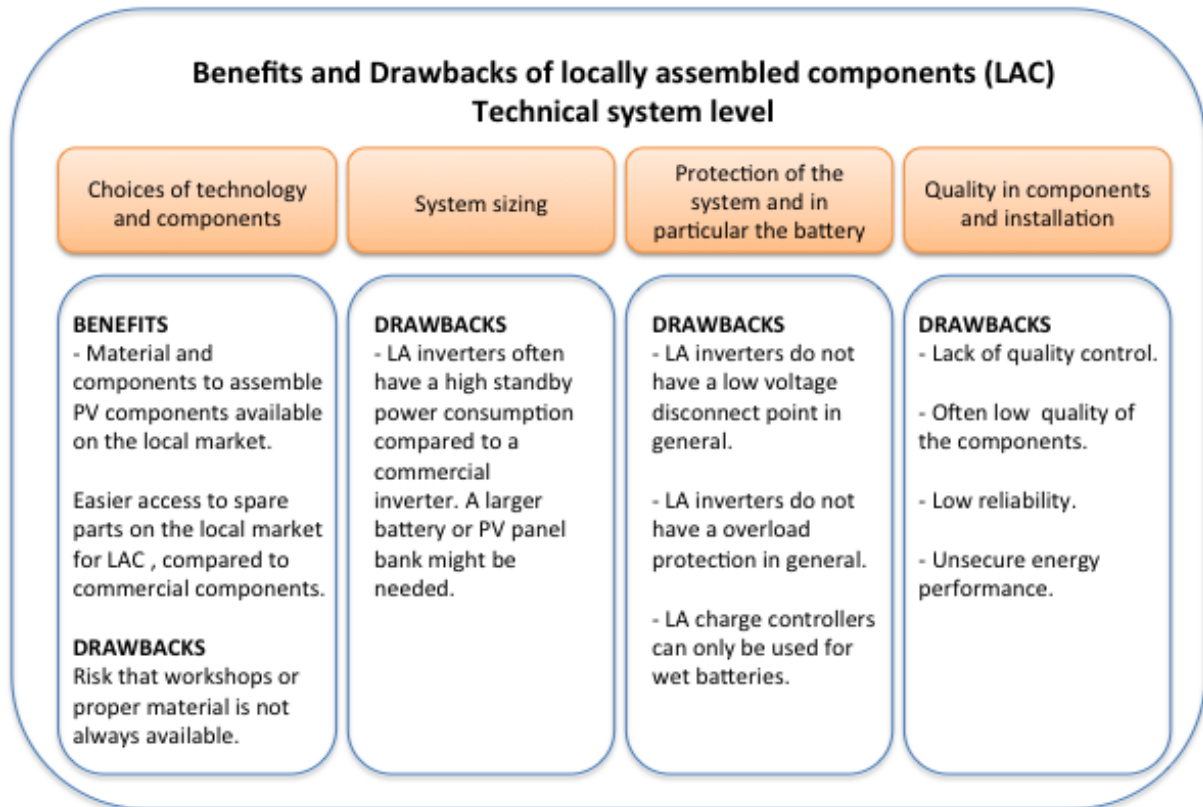 Benefits and Drawbacks of locally assembled components (LAC)
Technical system level
Choices of technology
and components
System sizing
Protection of the
system and in
particular the battery
Quality in components
and installation
BENEFITS
- Material and
components to assemble
PV components available
on the local market.
Easier access to spare
parts on the local market
for LAC , compared to
commercial components.
DRAWBACKS
Risk that workshops or
proper material is not
always available.
DRAWBACKS
- LA inverters often
have a high standby
power consumption
compared to a
commercial
inverter. A larger
battery or PV panel
bank might be
needed.
DRAWBACKS
- LA inverters do not
have a low voltage
disconnect point in
general.
- LA inverters do not
have a overload
protection in general.
- LA charge controllers
can only be used for
wet batteries.
DRAWBACKS
- Lack of quality control.
- Often low  quality of
the components.
- Low reliability.
- Unsecure energy
performance.